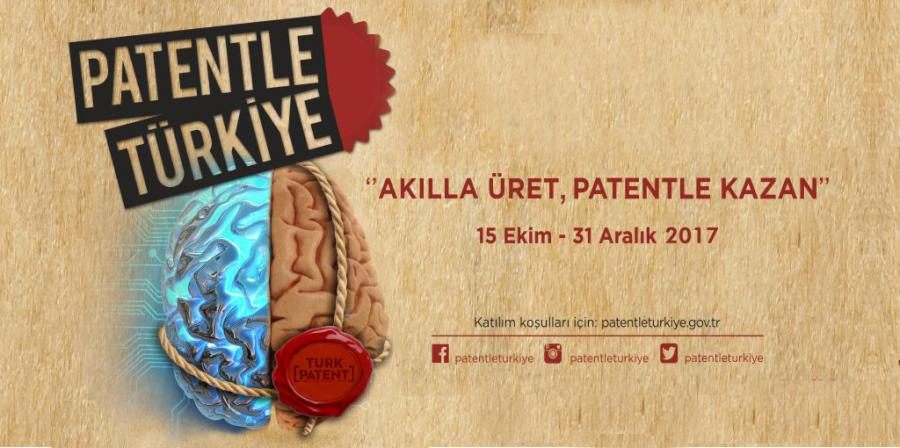 PATENTLE
TÜRKİYE
"AKILLA ÜRET, PATENTLE KAZAN"
15 Ekim - 31 Aralık 2017
Katılım koşulları için: patentleturkiye.gov.tr
patentleturkiye patentleturkiye patentleturkiye
TURK
[PATENT]